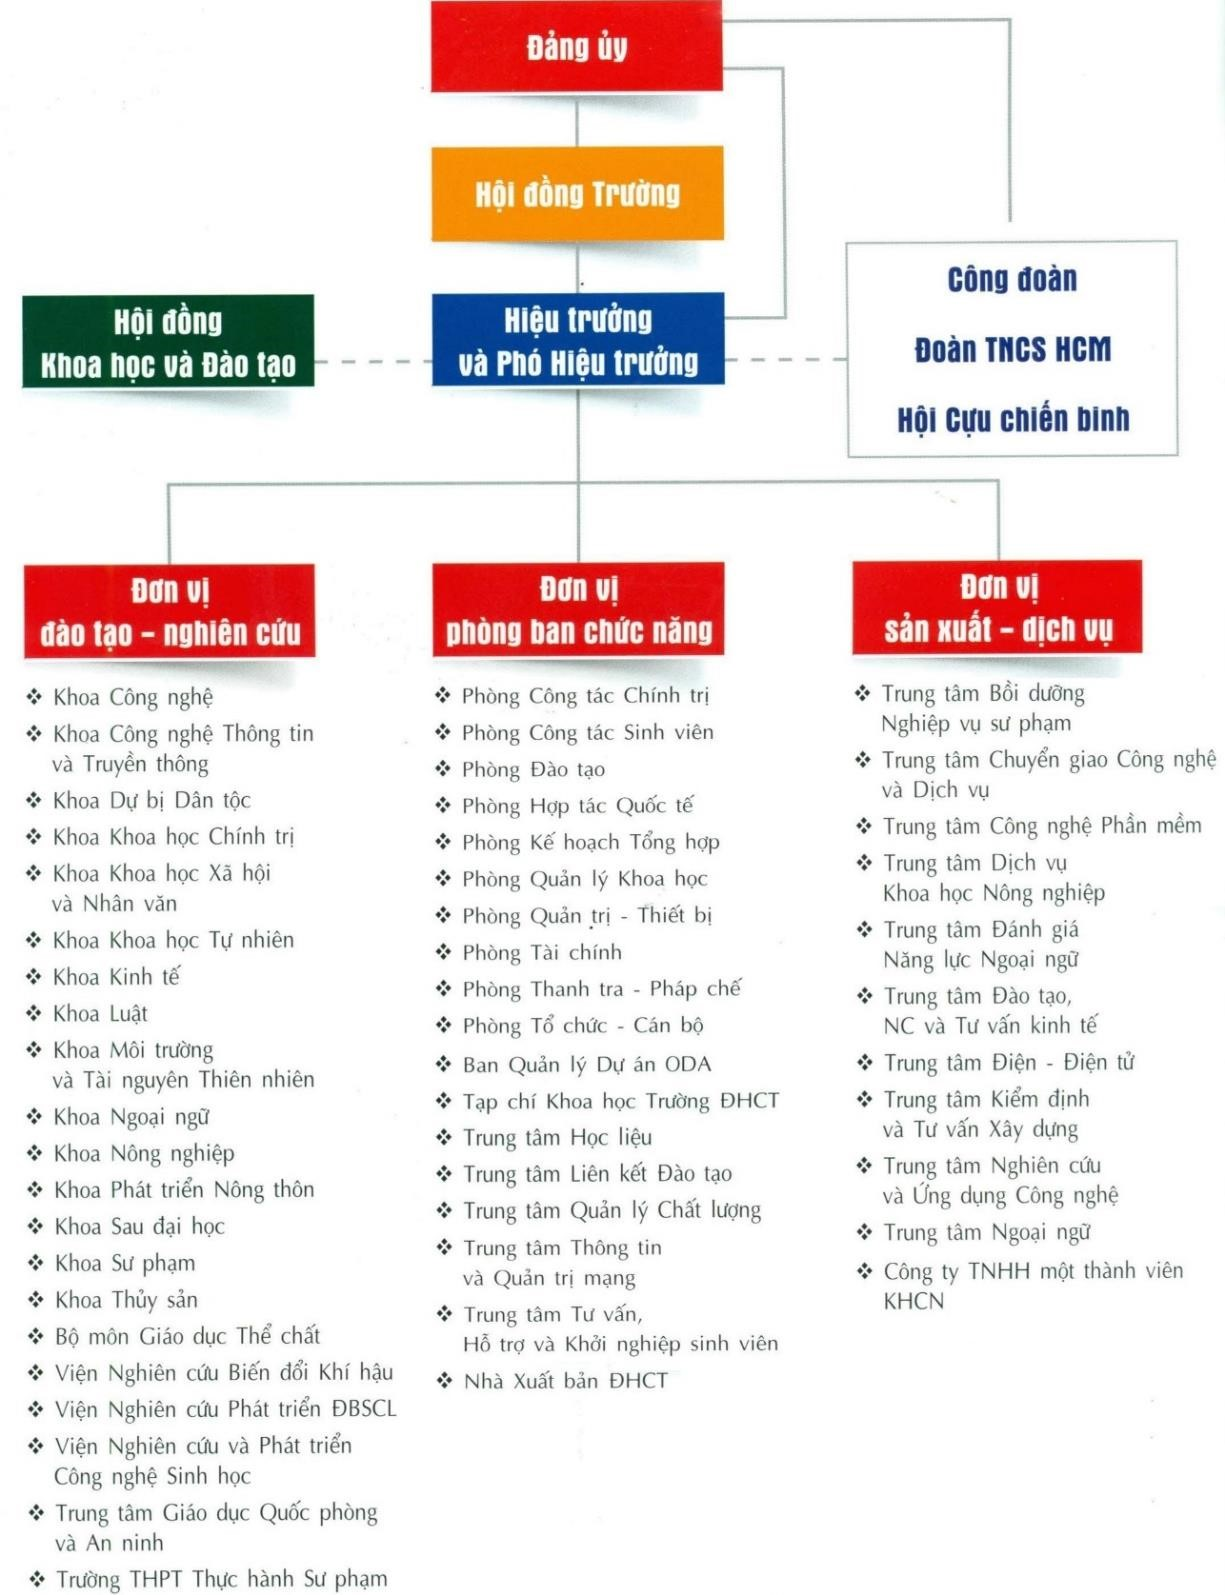 Đảng ủy
Hội đồng Trường
Hội đồng
Khoa học và Đào tạo
Hiệu trưởng
và Phó Hiệu trưởng
Công đoàn
Đoàn TNCS HCM
Hội Cựu chiến binh
Đơn vị
đào tạo – nghiên cứu
❖ Khoa Công nghệ
❖ Khoa Công nghệ Thông tin
và Truyền thông
❖ Khoa Dự bị Dân tộc
❖ Khoa Khoa học Chính trị
❖ Khoa Khoa học Xã hội
và Nhân văn
❖ Khoa Khoa học Tự nhiên
❖ Khoa Kinh tế
❖ Khoa Luật
❖ Khoa Môi trường
và Tài nguyên Thiên nhiên
❖ Khoa Ngoại ngữ
❖ Khoa Nông nghiệp
❖ Khoa Phát triển Nông thôn
❖ Khoa Sau đại học
❖ Khoa Sư phạm
❖ Khoa Thủy sản
❖ Bộ môn Giáo dục Thể chất
❖ Viện Nghiên cứu Biến đổi Khí hậu
❖ Viện Nghiên cứu Phát triển ĐBSCL
❖ Viện Nghiên cứu và Phát triển
Công nghệ Sinh học
❖ Trung tâm Giáo dục Quốc phòng
và An ninh
❖ Trường THPT Thực hành Sư phạm
Đơn vị
phòng ban chức năng
❖ Phòng Công tác Chính trị
❖ Phòng Công tác Sinh viên
❖ Phòng Đào tạo
❖ Phòng Hợp tác Quốc tế
❖ Phòng Kế hoạch Tổng hợp
❖ Phòng Quản lý Khoa học
❖ Phòng Quản trị - Thiết bị
❖ Phòng Tài chính
❖ Phòng Thanh tra - Pháp chế
❖ Phòng Tổ chức - Cán bộ
❖ Ban Quản lý Dự án ODA
❖ Tạp chí Khoa học Trường ĐHCT
❖ Trung tâm Học liệu
❖ Trung tâm Liên kết Đào tạo
❖ Trung tâm Quản lý Chất lượng
❖ Trung tâm Thông tin
và Quản trị mạng
❖ Trung tâm Tư vấn,
Hỗ trợ và Khởi nghiệp sinh viên
❖ Nhà Xuất bản ĐHCT
Đơn vị
sản xuất – dịch vụ
❖ Trung tâm Bồi dưỡng
Nghiệp vụ sư phạm
❖ Trung tâm Chuyển giao Công nghệ
và Dịch vụ
❖ Trung tâm Công nghệ Phần mềm
❖ Trung tâm Dịch vụ
Khoa học Nông nghiệp
❖ Trung tâm Đánh giá
Năng lực Ngoại ngữ
❖ Trung tâm Đào tạo,
NC và Tư vấn kinh tế
❖ Trung tâm Điện - Điện tử
❖ Trung tâm Kiểm định
và Tư vấn Xây dựng
❖ Trung tâm Nghiên cứu
và Ứng dụng Công nghệ
❖ Trung tâm Ngoại ngữ
❖ Công ty TNHH một thành viên
KHCN